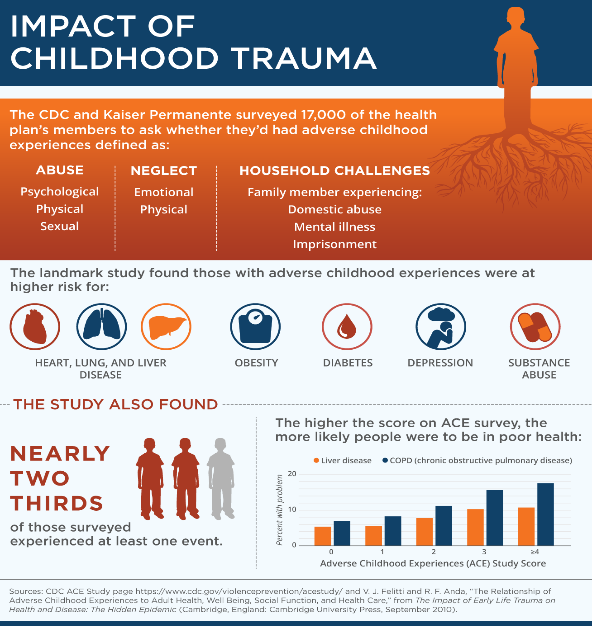 IMPACT OF
CHILDHOOD TRAUMA
The CDC and Kaiser Permanente surveyed 17,000 of the health
plan's members to ask whether they'd had adverse childhood
experiences defined as:
ABUSE
Psychological
Physical
Sexual
NEGLECT
Emotional
Physical
HOUSEHOLD CHALLENGES
Family member experiencing:
Domestic abuse
Mental illness
Imprisonment
The landmark study found those with adverse childhood experiences were at
higher risk for:
HEART, LUNG, AND LIVER
DISEASE
OBESITY
DIABETES
DEPRESSION
SUBSTANCE
ABUSE
THE STUDY ALSO FOUND
NEARLY
TWO
THIRDS
of those surveyed
experienced at least one event.
The higher the score on ACE survey, the
more likely people were to be in poor health:
Liver disease COPD (chronic obstructive pulmonary disease)
Percent with problem
20
10
0
0 1 2 3 ≥4
Adverse Childhood Experiences (ACE) Study Score
Sources: CDC ACE Study page https://www.cdc.gov/violenceprevention/acestudy/ and V. J. Felitti and R. F. Anda, "The Relationship of
Adverse Childhood Experiences to Adult Health, Well Being, Social Function, and Health Care," from The Impact of Early Life Trauma on
Health and Disease: The Hidden Epidemic (Cambridge, England: Cambridge University Press, September 2010).